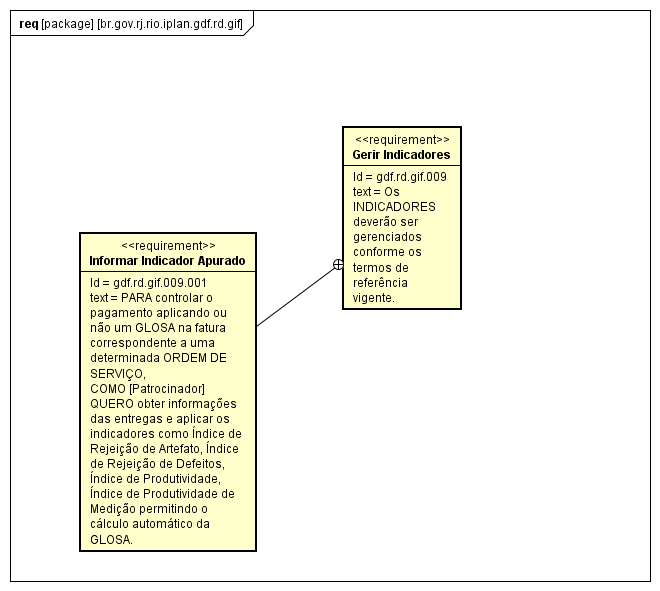 req [package] [br.gov.rj.rio.iplan.gdf.rd.gif]
<<requirement>>
Gerir Indicadores
Id = gdf.rd.gif.009
text = Os
INDICADORES
deverão ser
gerenciados
conforme os
termos de
referência
vigente.
<<requirement>>
Informar Indicador Apurado
Id = gdf.rd.gif.009.001
text = PARA controlar o
pagamento aplicando ou
não um GLOSA na fatura
correspondente a uma
determinada ORDEM DE
SERVIÇO,
COMO [Patrocinador]
QUERO obter informações
das entregas e aplicar os
indicadores como Índice de
Rejeição de Artefato, Índice
de Rejeição de Defeitos,
Índice de Produtividade,
Índice de Produtividade de
Medição permitindo o
cálculo automático da
GLOSA.